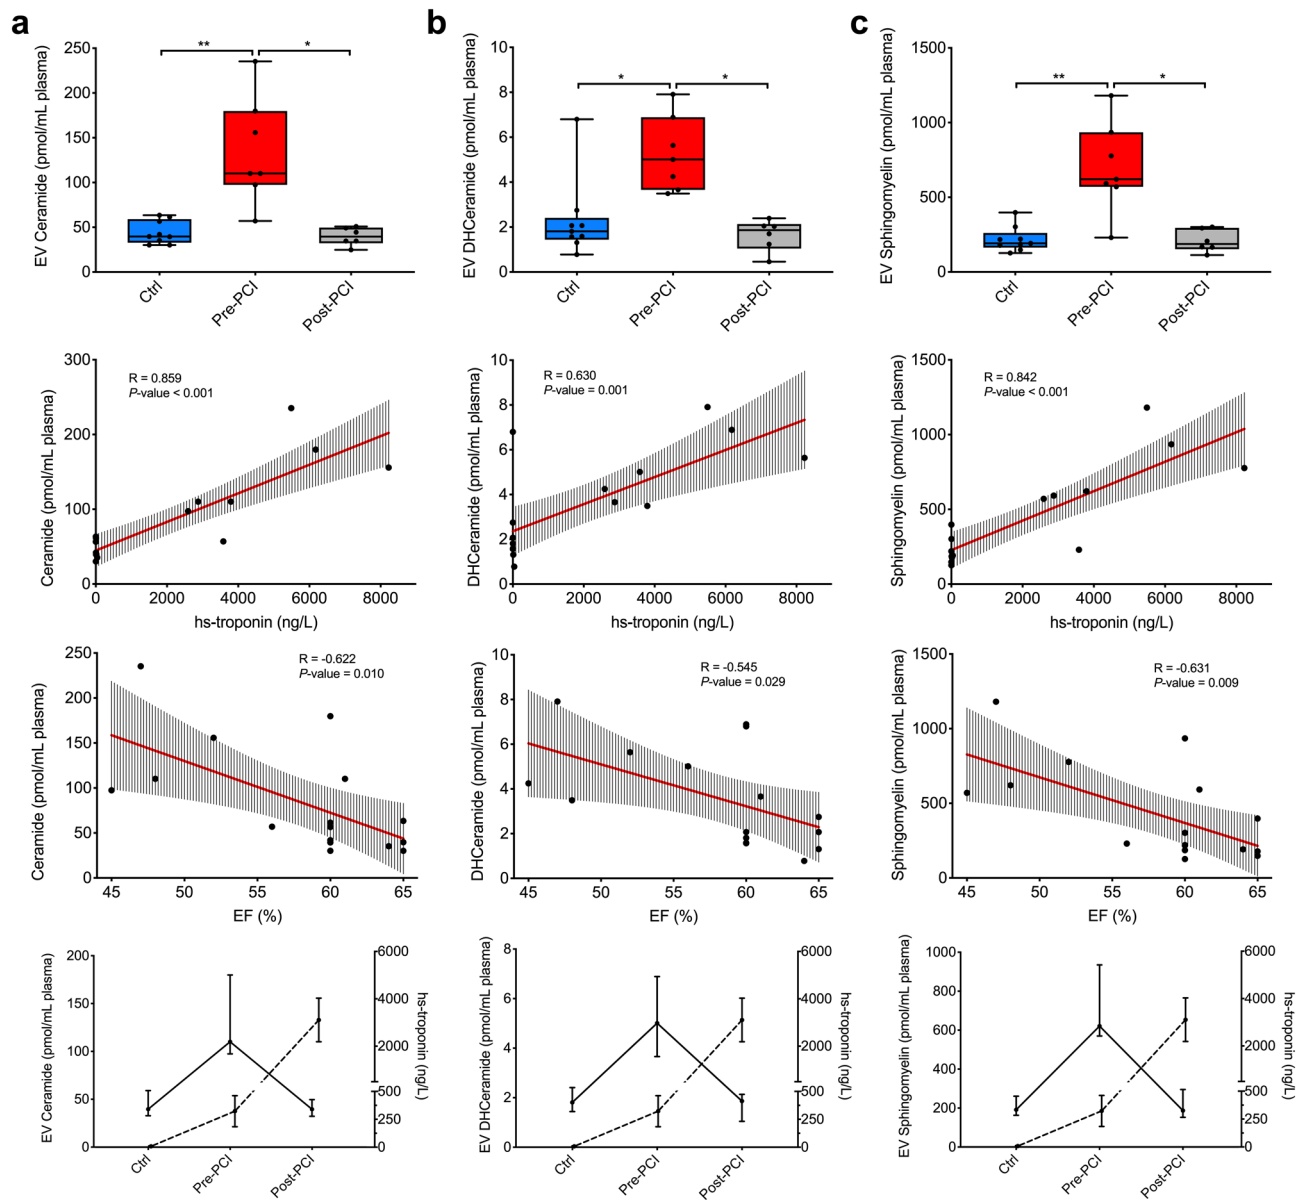 a
EV Ceramide (pmol/mL plasma)
250
200
150
100
50
0
**
*
Ctrl
Pre-PCI
Post-PCI
b
EV DHCeramide (pmol/mL plasma)
10
8
6
4
2
0
*
*
Ctrl
Pre-PCI
Post-PCI
c
EV Sphingomyelin (pmol/mL plasma)
1500
1000
500
0
**
*
Ctrl
Pre-PCI
Post-PCI
Ceramide (pmol/mL plasma)
300
200
100
0
R = 0.859
P-value < 0.001
0 2000 4000 6000 8000
hs-troponin (ng/L)
DHCeramide (pmol/mL plasma)
10
8
6
4
2
0
R = 0.630
P-value = 0.001
0 2000 4000 6000 8000
hs-troponin (ng/L)
Sphingomyelin (pmol/mL plasma)
1500
1000
500
0
R = 0.842
P-value < 0.001
0 2000 4000 6000 8000
hs-troponin (ng/L)
Ceramide (pmol/mL plasma)
250
200
150
100
50
0
R = -0.622
P-value = 0.010
45 50 55 60 65
EF (%)
DHCeramide (pmol/mL plasma)
10
8
6
4
2
0
R = -0.545
P-value = 0.029
45 50 55 60 65
EF (%)
Sphingomyelin (pmol/mL plasma)
1500
1000
500
0
R = -0.631
P-value = 0.009
45 50 55 60 65
EF (%)
EV Ceramide (pmol/mL plasma)
200
150
100
50
0
6000
4000
2000
500
250
0
hs-troponin (ng/L)
Ctrl
Pre-PCI
Post-PCI
EV DHCeramide (pmol/mL plasma)
8
6
4
2
0
6000
4000
2000
500
250
0
hs-troponin (ng/L)
Ctrl
Pre-PCI
Post-PCI
EV Sphingomyelin (pmol/mL plasma)
1000
800
600
400
200
0
6000
4000
2000
500
250
0
hs-troponin (ng/L)
Ctrl
Pre-PCI
Post-PCI